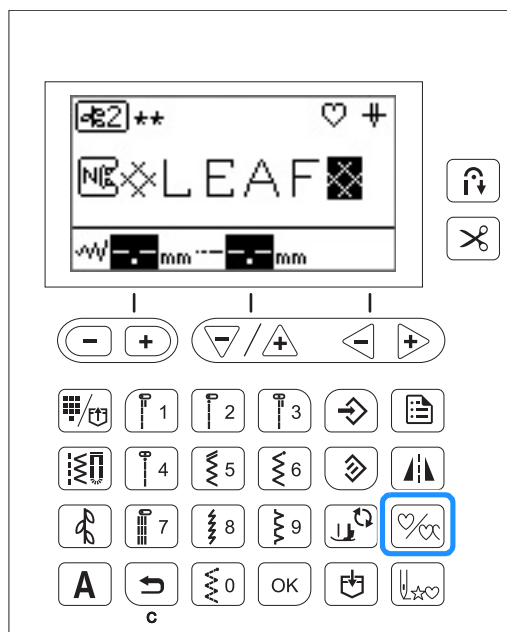 2 **
N LEAF
-.- mm -.- mm
- + - / + - +
/ 1 2 3
4 5 6
7 8 9 /
A 0 OK
C